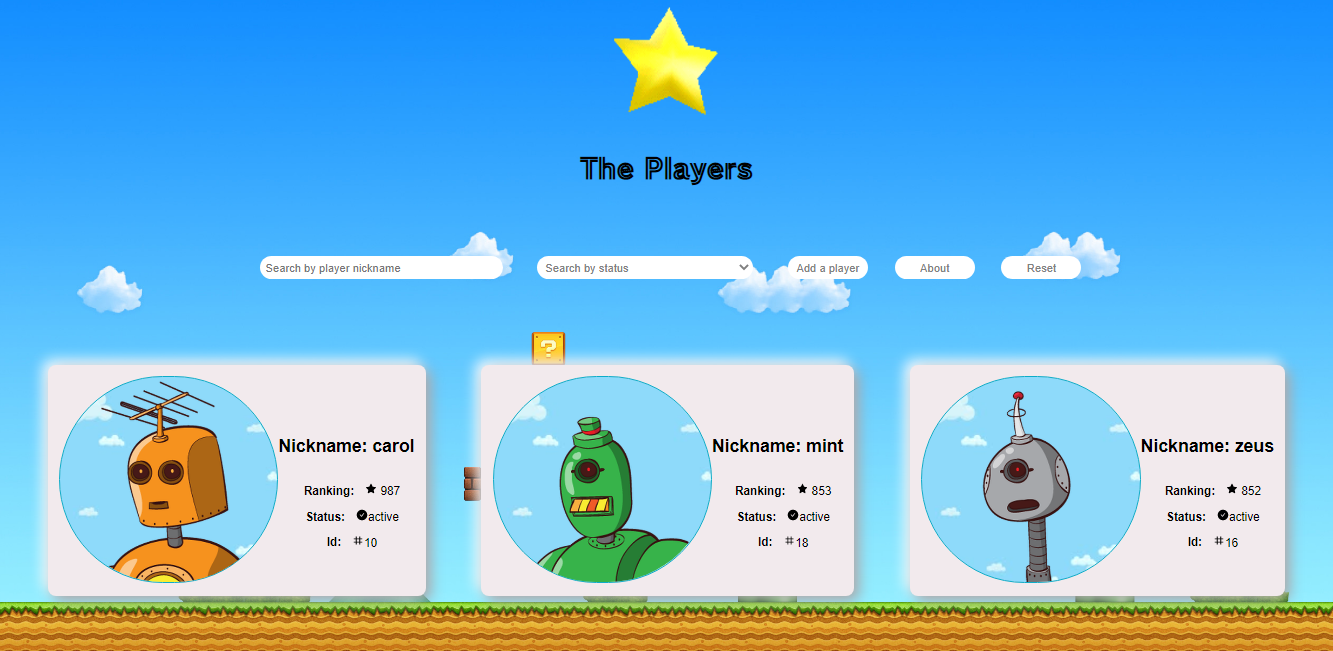 The Players
Search by player nickname
Search by status
Add a player
About
Reset
?
Nickname: carol
Ranking: 987
Status: active
Id: #10
Nickname: mint
Ranking: 853
Status: active
Id: #18
Nickname: zeus
Ranking: 852
Status: active
Id: #16